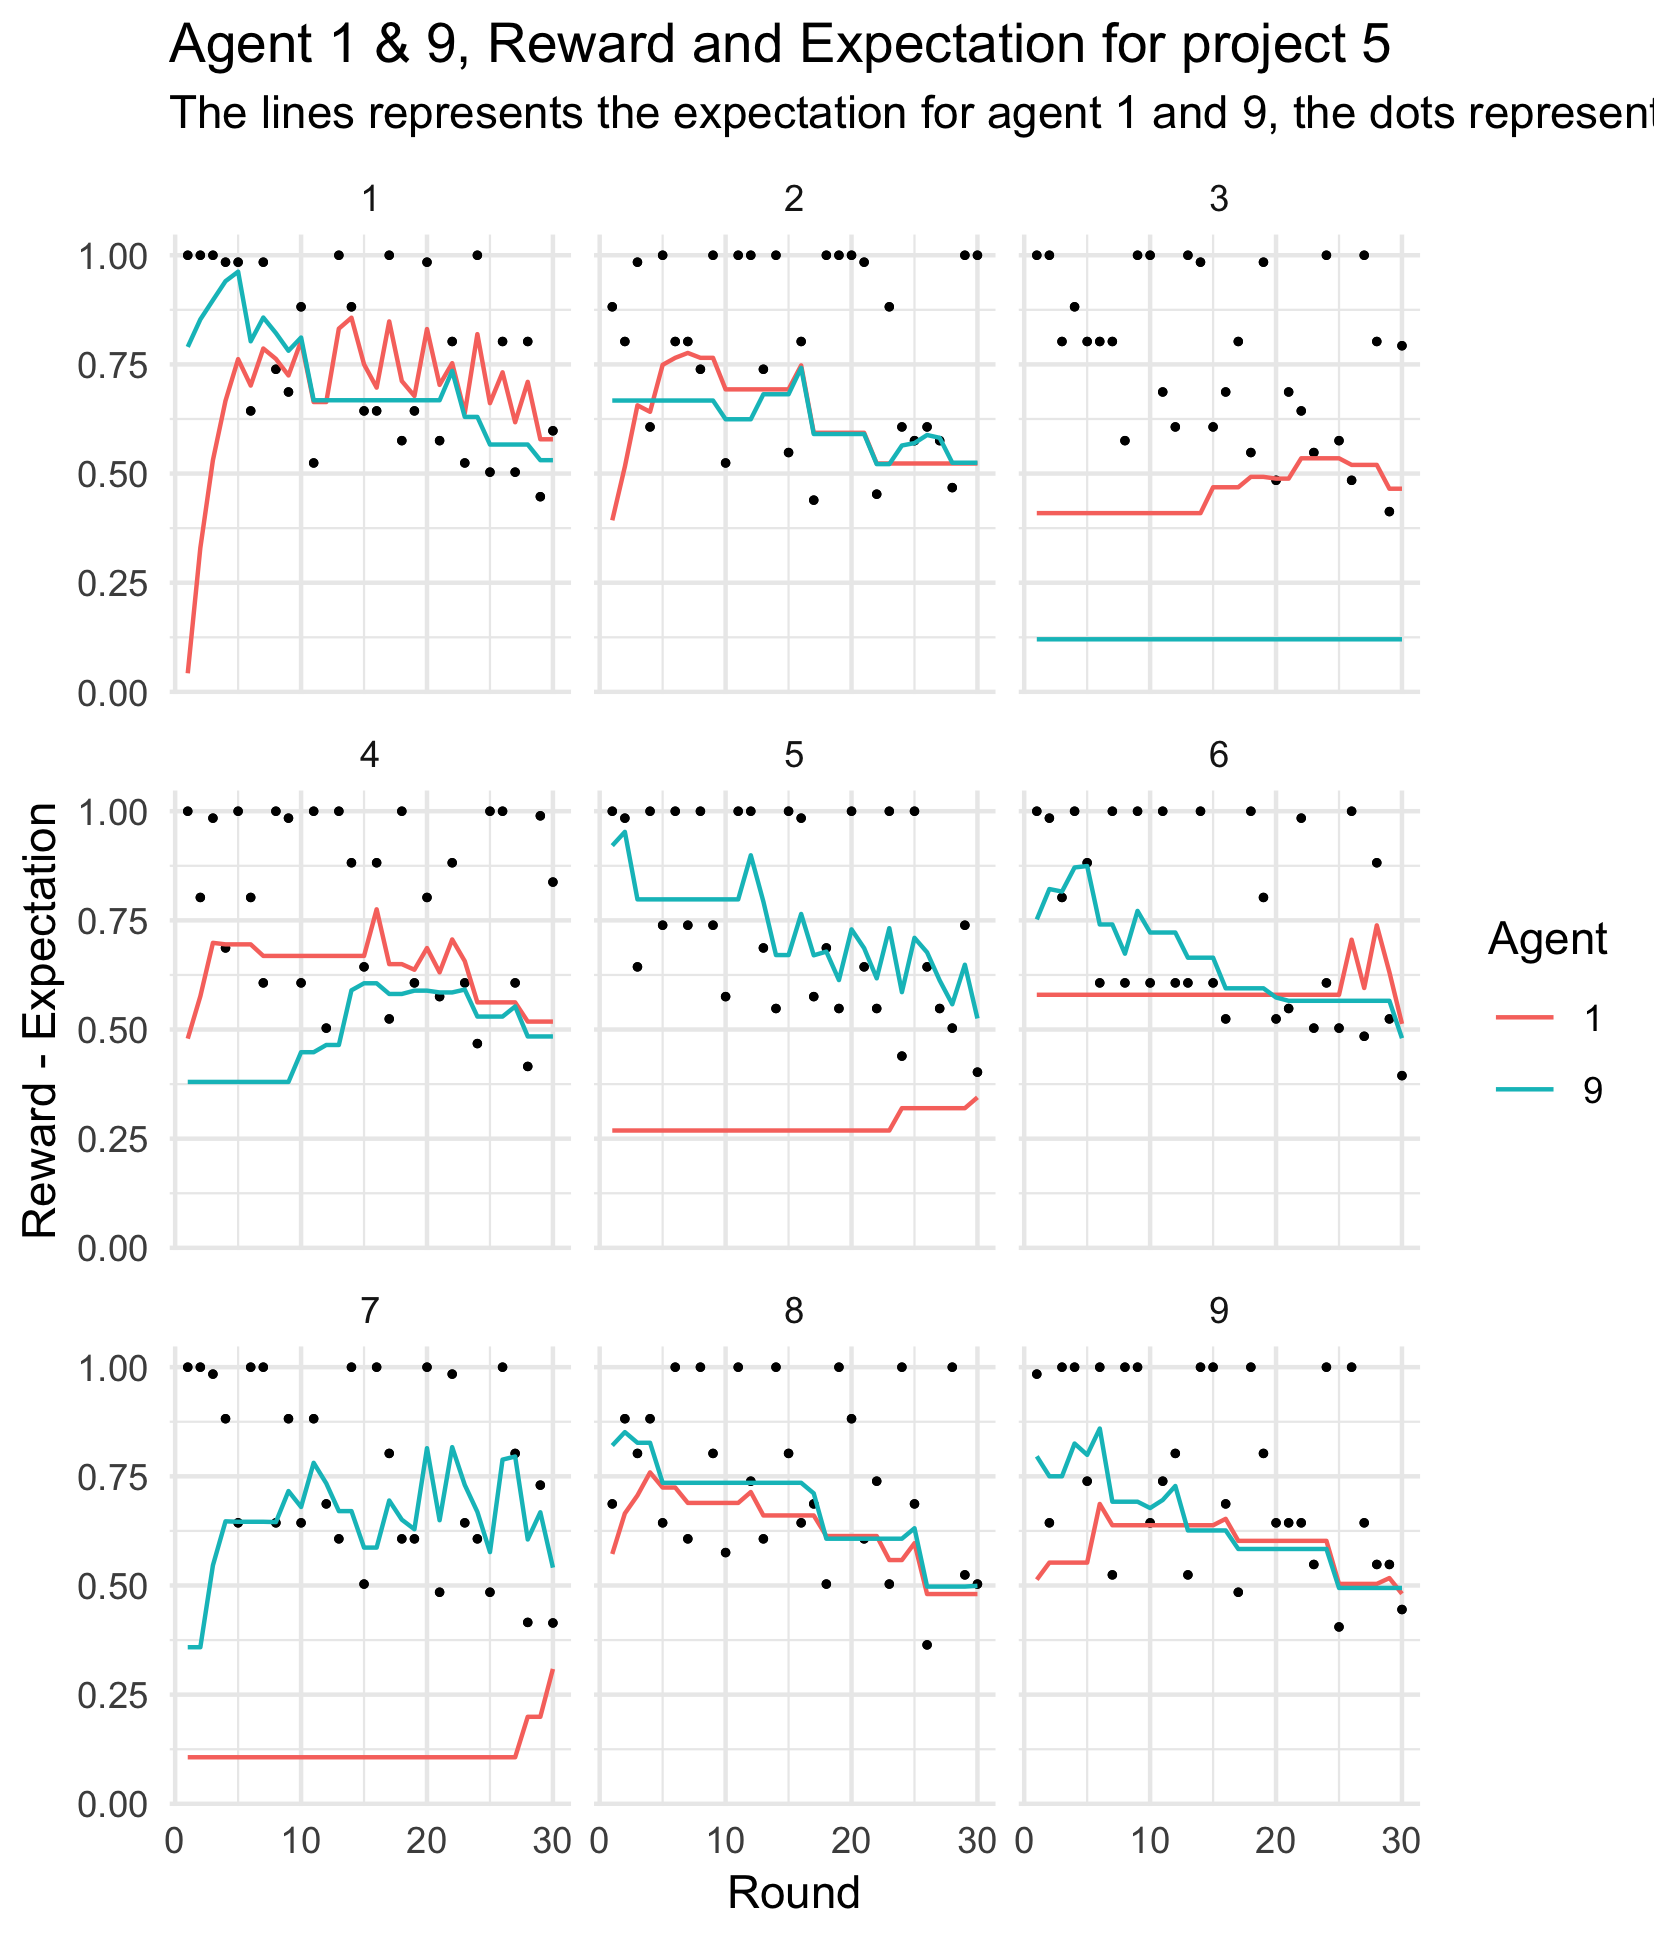 Agent 1 & 9, Reward and Expectation for project 5
The lines represents the expectation for agent 1 and 9, the dots represent
1 2 3
1.00
0.75
0.50
0.25
0.00
4 5 6
1.00
0.75
0.50
0.25
0.00
7 8 9
1.00
0.75
0.50
0.25
0.00
0 10 20 30 0 10 20 30 0 10 20 30
Round
Reward - Expectation
Agent
1
9